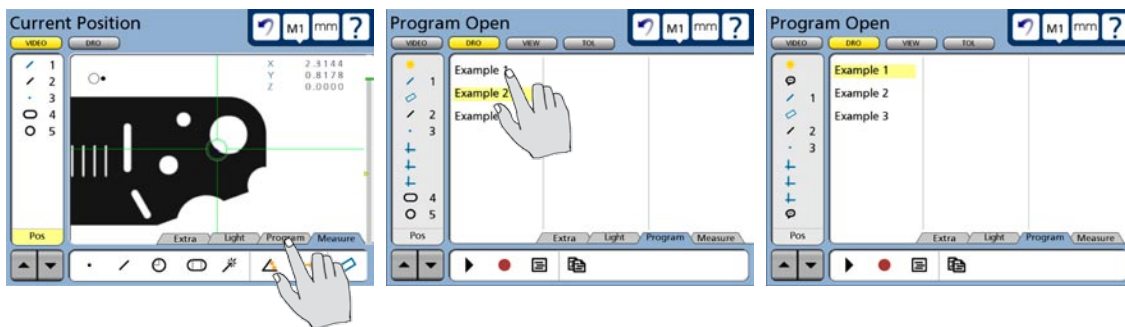 Current Position
M1 mm ?
VIDEO DRO
1
2
3
4
5
X 2.3144
Y 0.8178
Z 0.0000
Pos
Extra Light Program Measure
Program Open
M1 mm ?
VIDEO DRO VIEW TOL
1
2
3
4
5
Example 1
Example 2
Example
Pos
Extra Light Program Measure
Program Open
M1 mm ?
VIDEO DRO VIEW TOL
1
2
3
Example 1
Example 2
Example 3
Pos
Extra Light Program Measure